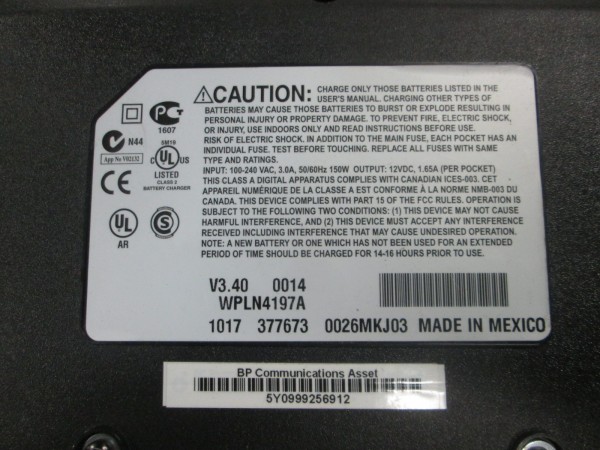 ⚠CAUTION: CHARGE ONLY THOSE BATTERIES LISTED IN THE
USER'S MANUAL. CHARGING OTHER TYPES OF
BATTERIES MAY CAUSE THOSE BATTERIES TO BURST OR EXPLODE RESULTING IN
PERSONAL INJURY OR PROPERTY DAMAGE. TO PREVENT FIRE, ELECTRIC SHOCK,
OR INJURY, USE INDOORS ONLY AND READ INSTRUCTIONS BEFORE USE.
RISK OF ELECTRIC SHOCK. IN ADDITION TO THE MAIN FUSE, EACH POCKET HAS AN
INDIVIDUAL FUSE. TEST BEFORE TOUCHING. REPLACE ALL FUSES WITH SAME
TYPE AND RATINGS.
INPUT: 100-240 VAC, 3.0A, 50/60Hz 150W OUTPUT: 12VDC, 1.65A (PER POCKET)
THIS CLASS A DIGITAL APPARATUS COMPLIES WITH CANADIAN ICES-003. CET
APPAREIL NUMÉRIQUE DE LA CLASSE A EST CONFORME À LA NORME NMB-003 DU
CANADA. THIS DEVICE COMPLIES WITH PART 15 OF THE FCC RULES. OPERATION IS
SUBJECT TO THE FOLLOWING TWO CONDITIONS: (1) THIS DEVICE MAY NOT CAUSE
HARMFUL INTERFERENCE, AND (2) THIS DEVICE MUST ACCEPT ANY INTERFERENCE
RECEIVED INCLUDING INTERFERENCE THAT MAY CAUSE UNDESIRED OPERATION.
NOTE: A NEW BATTERY OR ONE WHICH HAS NOT BEEN USED FOR AN EXTENDED
PERIOD OF TIME SHOULD BE CHARGED FOR 14-16 HOURS PRIOR TO USE.
1607
N44
5M19
App No V02132
C UL US
LISTED
CLASS 2
BATTERY CHARGER
CE
UL
AR
S
V3.40 0014
WPLN4197A
1017 377673 0026MKJ03 MADE IN MEXICO
BP Communications Asset
5Y0999256912